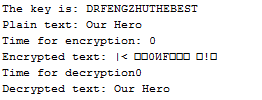 The key is: DRFENGZHUTHEBEST
Plain text: Our Hero
Time for encryption: 0
Encrypted text: |< □□0ИF□□□ □!□
Time for decryption0
Decrypted text: Our Hero